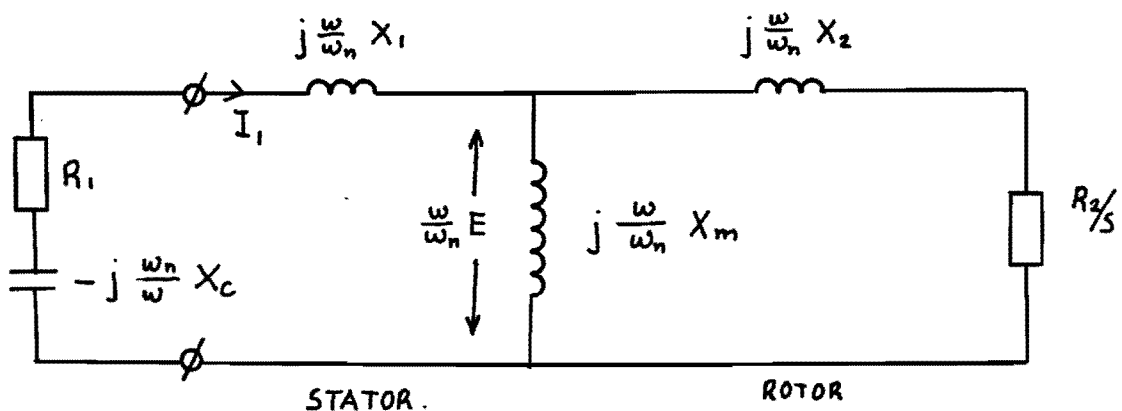 j ω/ωn X1
j ω/ωn X2
I1
R1
ω/ωn E
j ω/ωn Xm
R2/s
- j ωn/ω Xc
STATOR.
ROTOR